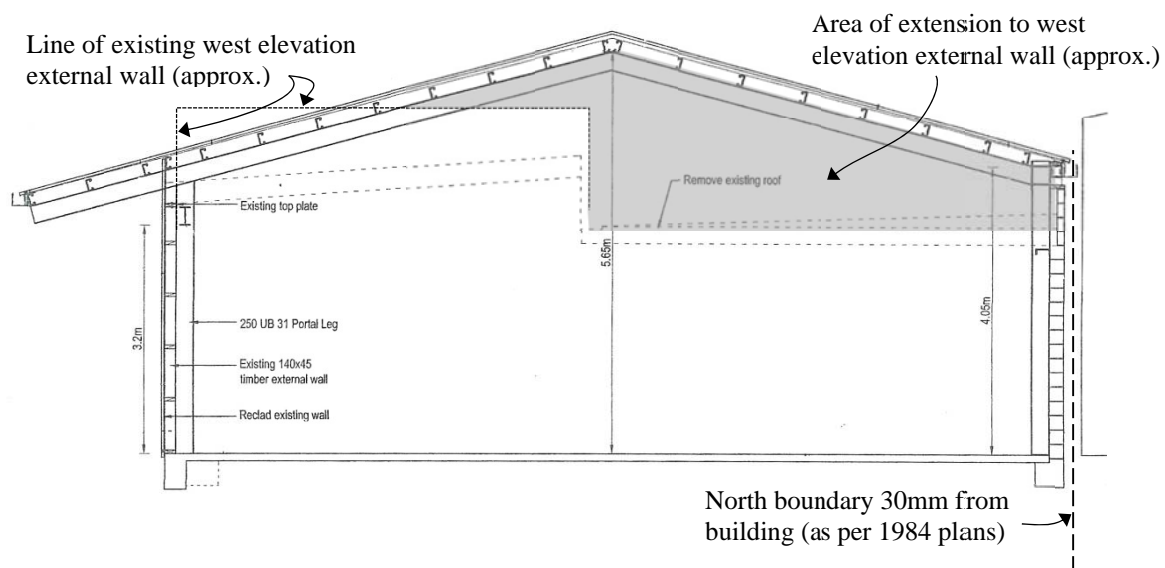 Line of existing west elevation
external wall (approx.)
Area of extension to west
elevation external wall (approx.)
Remove existing roof
Existing top plate
5.65m
4.05m
3.2m
250 UB 31 Portal Leg
Existing 140x45
timber external wall
Reclad existing wall
North boundary 30mm from
building (as per 1984 plans)